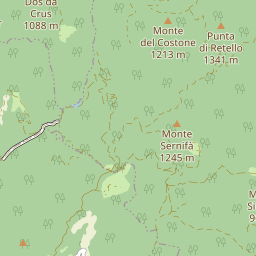 Dos da
Crus
1088 m
Monte
del Costone
1213 m
Punta
di Retello
1341 m
Monte
Sernifà
1245 m